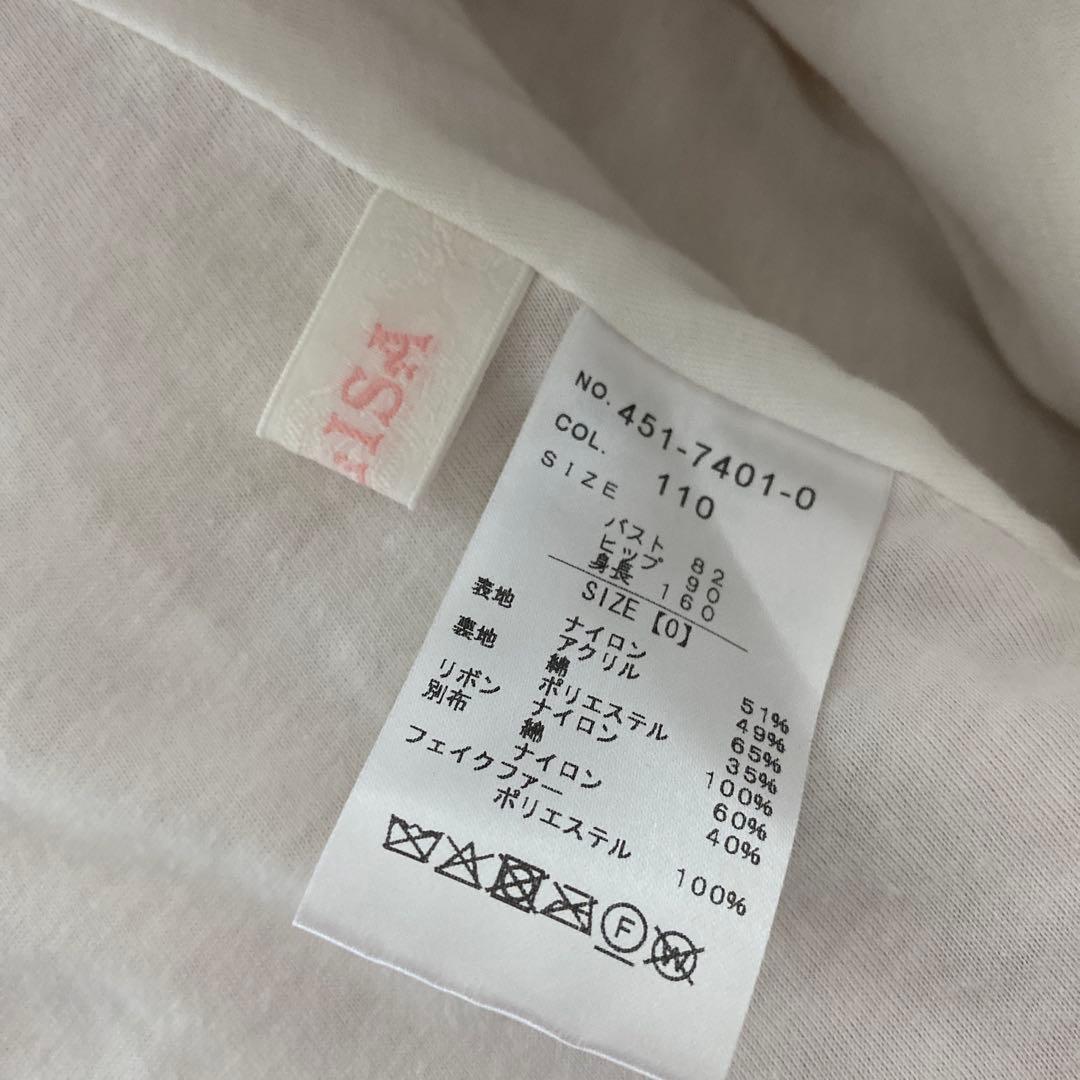 ISA
NO. 451-7401-0
COL. 110
SIZE
バスト 82
ヒップ 90
身長 160
SIZE【0】
表地 ナイロン 51%
アクリル 49%
裏地 綿 65%
ポリエステル 35%
リボン ナイロン 100%
別布 綿 60%
ナイロン 40%
フェイクファー
ポリエステル 100%
F
W